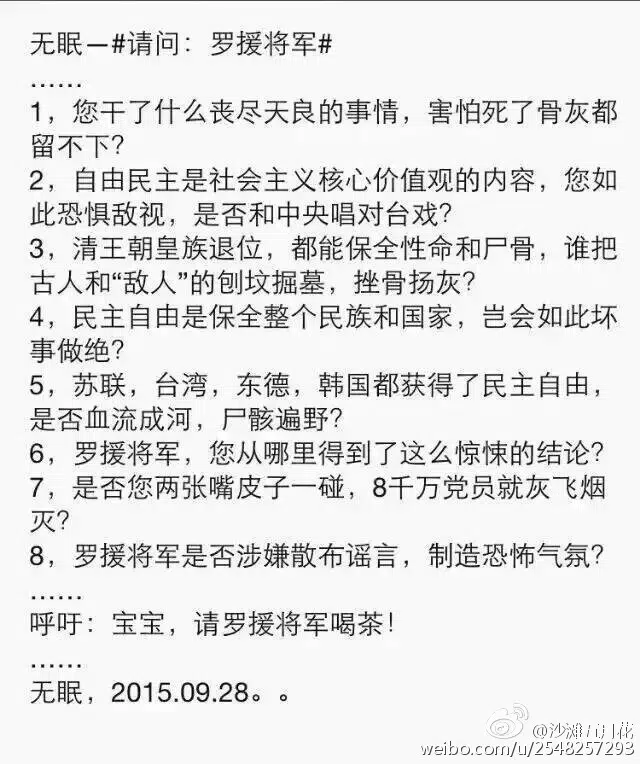 无眠－#请问：罗援将军#
……
1，您干了什么丧尽天良的事情，害怕死了骨灰都
留不下？
2，自由民主是社会主义核心价值观的内容，您如
此恐惧敌视，是否和中央唱对台戏？
3，清王朝皇族退位，都能保全性命和尸骨，谁把
古人和“敌人”的刨坟掘墓，挫骨扬灰？
4，民主自由是保全整个民族和国家，岂会如此坏
事做绝？
5，苏联，台湾，东德，韩国都获得了民主自由，
是否血流成河，尸骸遍野？
6，罗援将军，您从哪里得到了这么惊悚的结论？
7，是否您两张嘴皮子一碰，8千万党员就灰飞烟
灭？
8，罗援将军是否涉嫌散布谣言，制造恐怖气氛？
……
呼吁：宝宝，请罗援将军喝茶！
……
无眠，2015.09.28。。
@沙滩 月花
weibo.com/u/2548257293